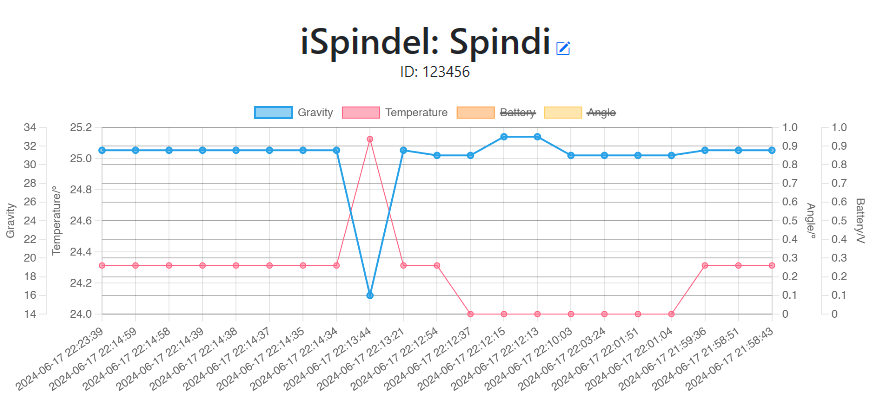 iSpindel: Spindi
ID: 123456
Gravity Temperature Battery Angle
34 25.2 1.0 1.0
32 0.9 0.9
30 25.0 0.8 0.8
28 24.8 0.7 0.7
26 0.6 0.6
24 24.6 0.5 0.5
22 24.4 0.4 0.4
20 0.3 0.3
18 24.2 0.2 0.2
16 0.1 0.1
14 24.0 0 0
Gravity
Temperature/°
Angle/°
Battery/V
2024-06-17 22:23:39
2024-06-17 22:14:59
2024-06-17 22:14:58
2024-06-17 22:14:39
2024-06-17 22:14:38
2024-06-17 22:14:37
2024-06-17 22:14:35
2024-06-17 22:14:34
2024-06-17 22:13:44
2024-06-17 22:13:21
2024-06-17 22:12:54
2024-06-17 22:12:37
2024-06-17 22:12:15
2024-06-17 22:12:13
2024-06-17 22:10:03
2024-06-17 22:03:24
2024-06-17 22:01:51
2024-06-17 22:01:04
2024-06-17 21:59:36
2024-06-17 21:58:51
2024-06-17 21:58:43